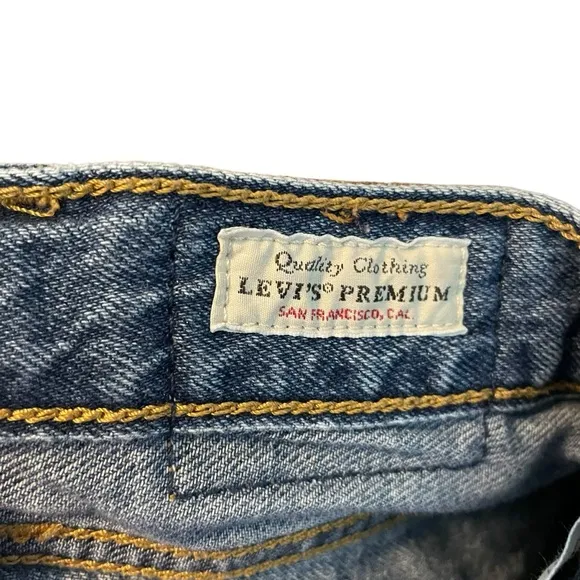 Quality Clothing
LEVI'S® PREMIUM
SAN FRANCISCO, CAL.